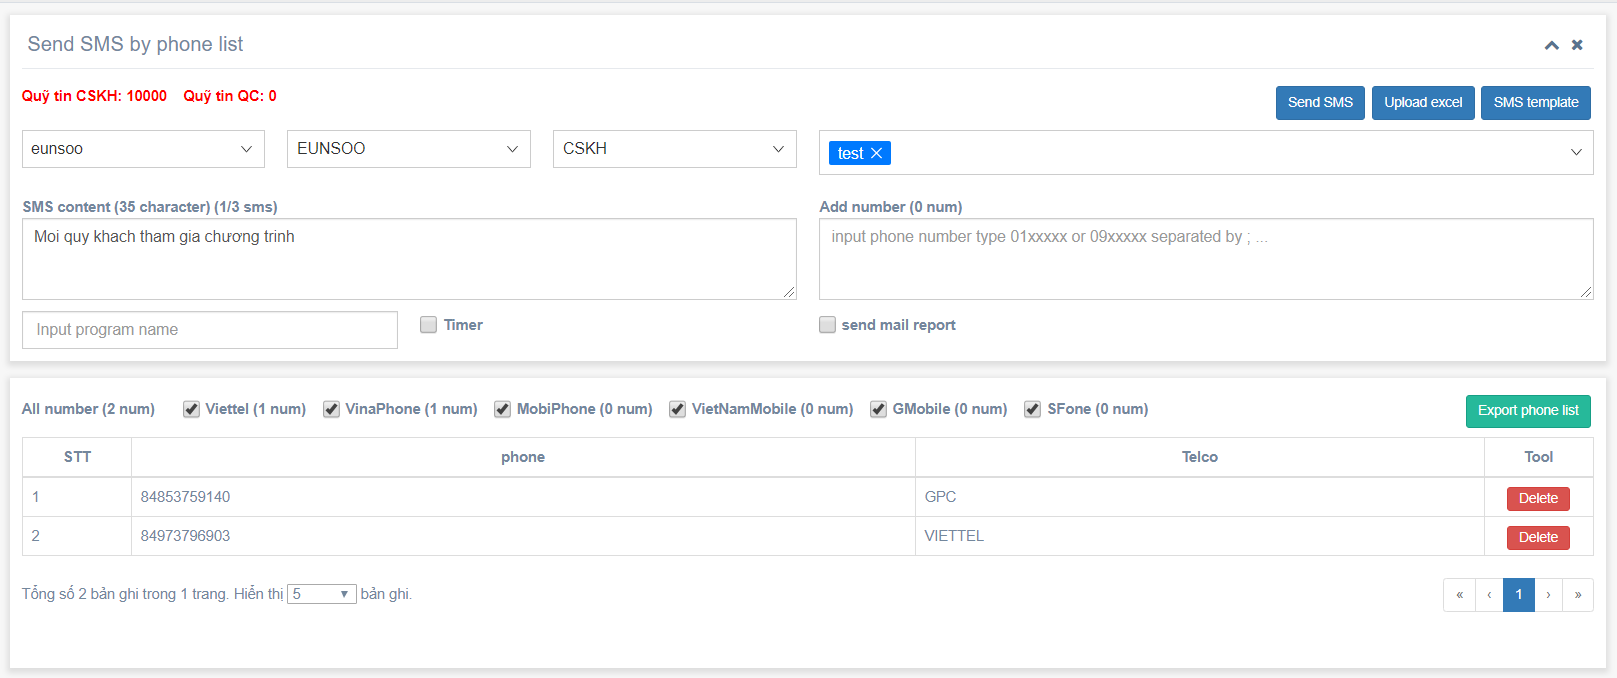 Send SMS by phone list
Quỹ tin CSKH: 10000 Quỹ tin QC: 0
Send SMS Upload excel SMS template
eunsoo EUNSOO CSKH test
SMS content (35 character) (1/3 sms) Add number (0 num)
Moi quy khach tham gia chương trinh input phone number type 01xxxxx or 09xxxxx separated by ; ...
Input program name Timer send mail report
All number (2 num) Viettel (1 num) VinaPhone (1 num) MobiPhone (0 num) VietNamMobile (0 num) GMobile (0 num) SFone (0 num) Export phone list
STT phone Telco Tool
1 84853759140 GPC Delete
2 84973796903 VIETTEL Delete
Tổng số 2 bản ghi trong 1 trang. Hiển thị 5 bản ghi. « ‹ 1 › »